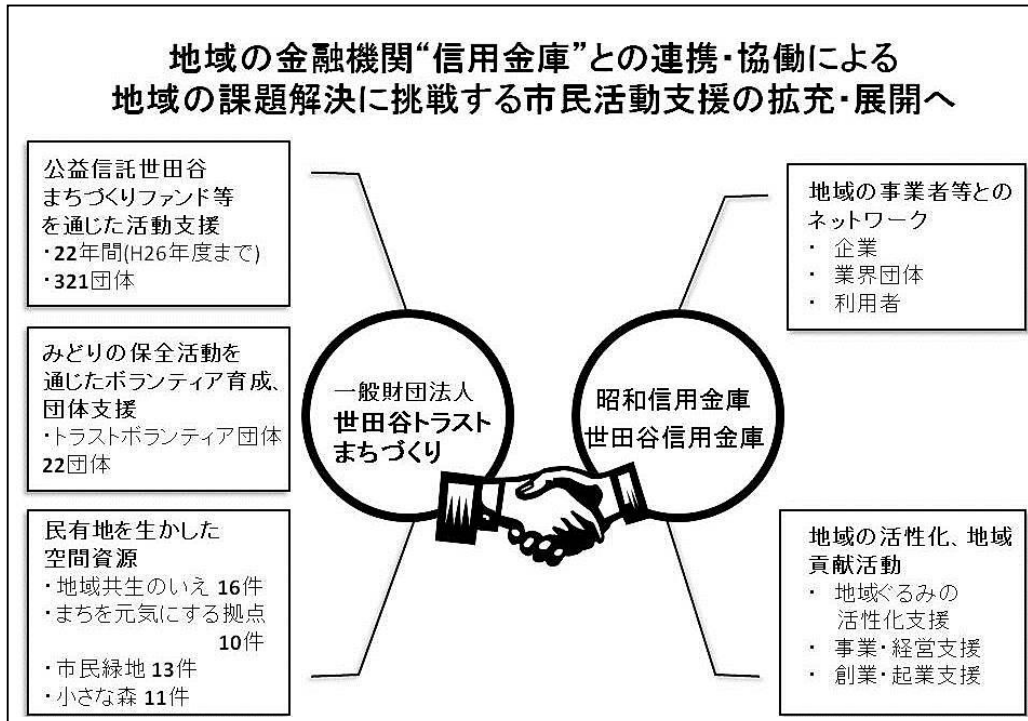 地域の金融機関“信用金庫”との連携・協働による
地域の課題解決に挑戦する市民活動支援の拡充・展開へ
公益信託世田谷
まちづくりファンド等
を通じた活動支援
・22年間(H26年度まで)
・321団体
みどりの保全活動を
通じたボランティア育成、
団体支援
・トラストボランティア団体
22団体
民有地を生かした
空間資源
・地域共生のいえ 16件
・まちを元気にする拠点
10件
・市民緑地 13件
・小さな森 11件
一般財団法人
世田谷トラスト
まちづくり
昭和信用金庫
世田谷信用金庫
地域の事業者等との
ネットワーク
・ 企業
・ 業界団体
・ 利用者
地域の活性化、地域
貢献活動
・ 地域ぐるみの
活性化支援
・ 事業・経営支援
・ 創業・起業支援